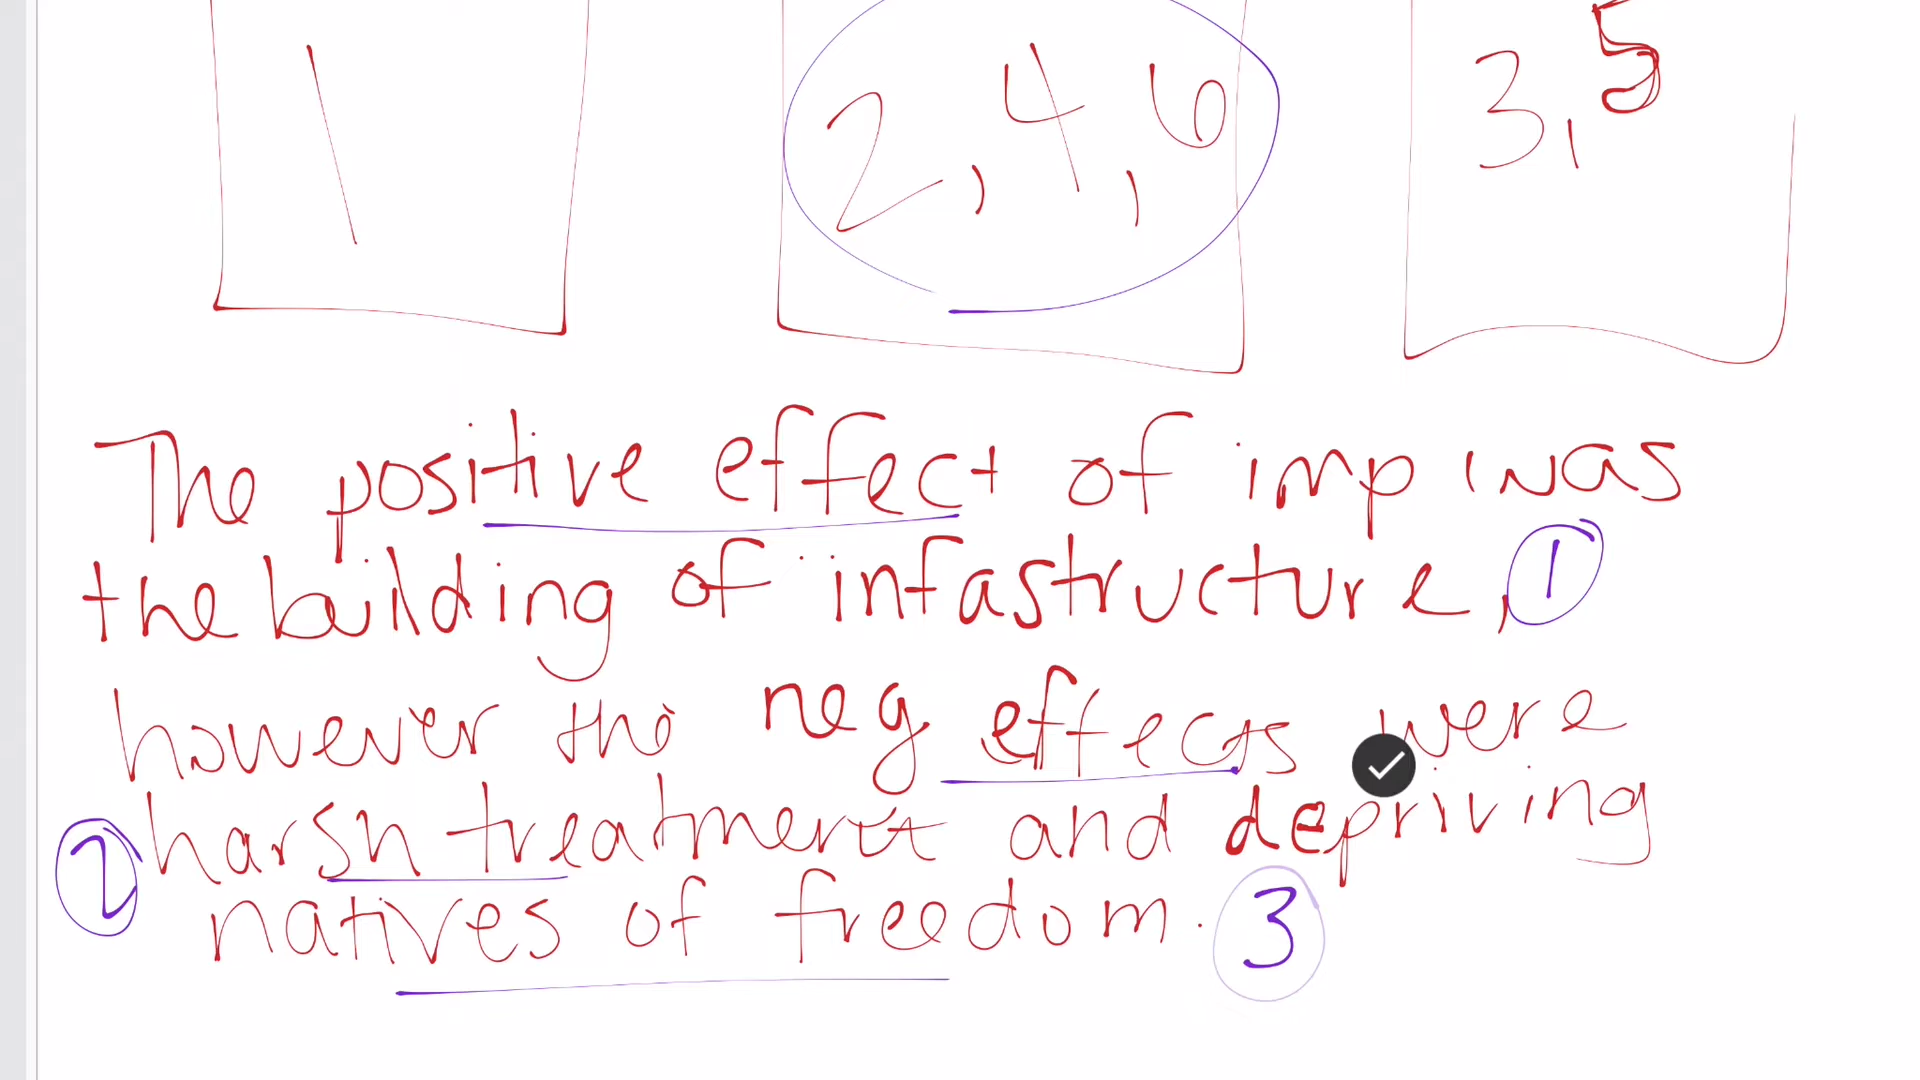 1 2, 4, 6 3, 5
The positive effect of imp was
the building of infastructure, 1
however the neg effects were
2 harsh treatment and depriving
natives of freedom. 3